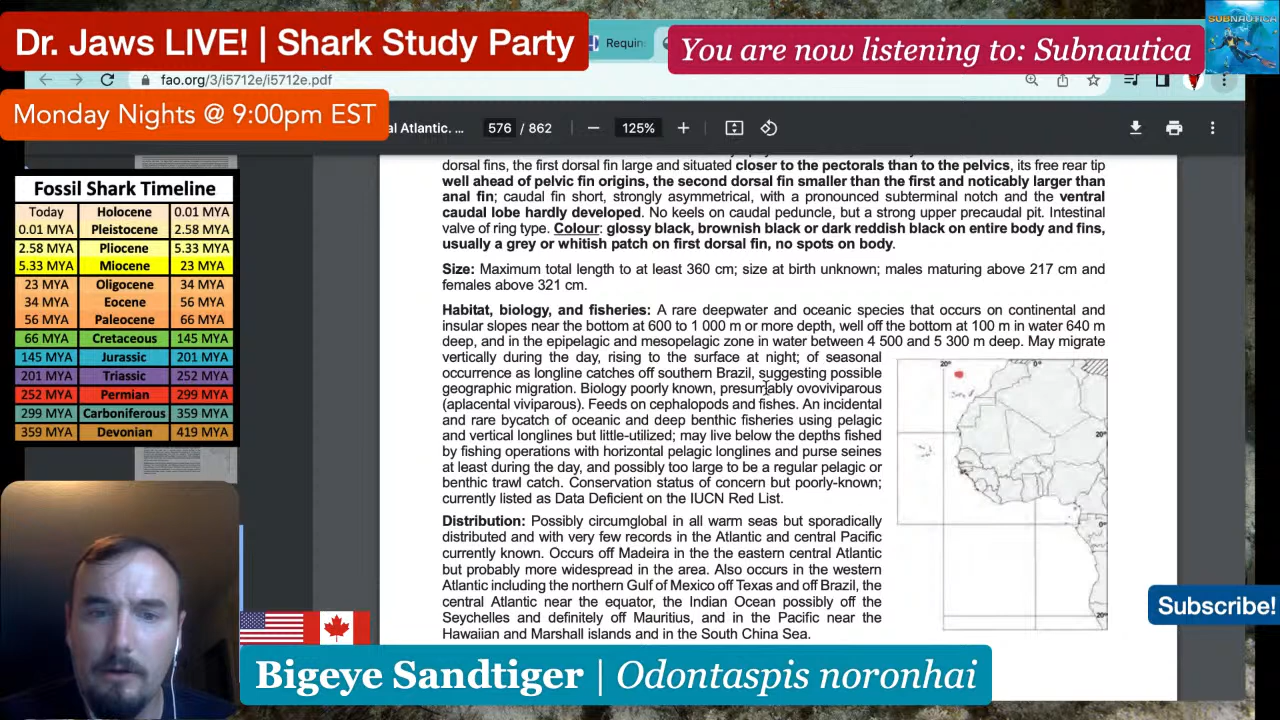 Dr. Jaws LIVE! | Shark Study Party
Requin
You are now listening to: Subnautica
SUBNAUTICA
fao.org/3/i5712e/i5712e.pdf
Monday Nights @ 9:00pm EST
al Atlantic. ...
576 / 862
125%
Fossil Shark Timeline
Today Holocene 0.01 MYA
0.01 MYA Pleistocene 2.58 MYA
2.58 MYA Pliocene 5.33 MYA
5.33 MYA Miocene 23 MYA
23 MYA Oligocene 34 MYA
34 MYA Eocene 56 MYA
56 MYA Paleocene 66 MYA
66 MYA Cretaceous 145 MYA
145 MYA Jurassic 201 MYA
201 MYA Triassic 252 MYA
252 MYA Permian 299 MYA
299 MYA Carboniferous 359 MYA
359 MYA Devonian 419 MYA
dorsal fins, the first dorsal fin large and situated closer to the pectorals than to the pelvics, its free rear tip
well ahead of pelvic fin origins, the second dorsal fin smaller than the first and noticably larger than
anal fin; caudal fin short, strongly asymmetrical, with a pronounced subterminal notch and the ventral
caudal lobe hardly developed. No keels on caudal peduncle, but a strong upper precaudal pit. Intestinal
valve of ring type. Colour: glossy black, brownish black or dark reddish black on entire body and fins,
usually a grey or whitish patch on first dorsal fin, no spots on body.
Size: Maximum total length to at least 360 cm; size at birth unknown; males maturing above 217 cm and
females above 321 cm.
Habitat, biology, and fisheries: A rare deepwater and oceanic species that occurs on continental and
insular slopes near the bottom at 600 to 1 000 m or more depth, well off the bottom at 100 m in water 640 m
deep, and in the epipelagic and mesopelagic zone in water between 4 500 and 5 300 m deep. May migrate
vertically during the day, rising to the surface at night; of seasonal
occurrence as longline catches off southern Brazil, suggesting possible
geographic migration. Biology poorly known, presumably ovoviviparous
(aplacental viviparous). Feeds on cephalopods and fishes. An incidental
and rare bycatch of oceanic and deep benthic fisheries using pelagic
and vertical longlines but little-utilized; may live below the depths fished
by fishing operations with horizontal pelagic longlines and purse seines
at least during the day, and possibly too large to be a regular pelagic or
benthic trawl catch. Conservation status of concern but poorly-known;
currently listed as Data Deficient on the IUCN Red List.
Distribution: Possibly circumglobal in all warm seas but sporadically
distributed and with very few records in the Atlantic and central Pacific
currently known. Occurs off Madeira in the the eastern central Atlantic
but probably more widespread in the area. Also occurs in the western
Atlantic including the northern Gulf of Mexico off Texas and off Brazil, the
central Atlantic near the equator, the Indian Ocean possibly off the
Seychelles and definitely off Mauritius, and in the Pacific near the
Hawaiian and Marshall islands and in the South China Sea.
20° 0°
20°
0°
20°
Subscribe!
Bigeye Sandtiger | Odontaspis noronhai